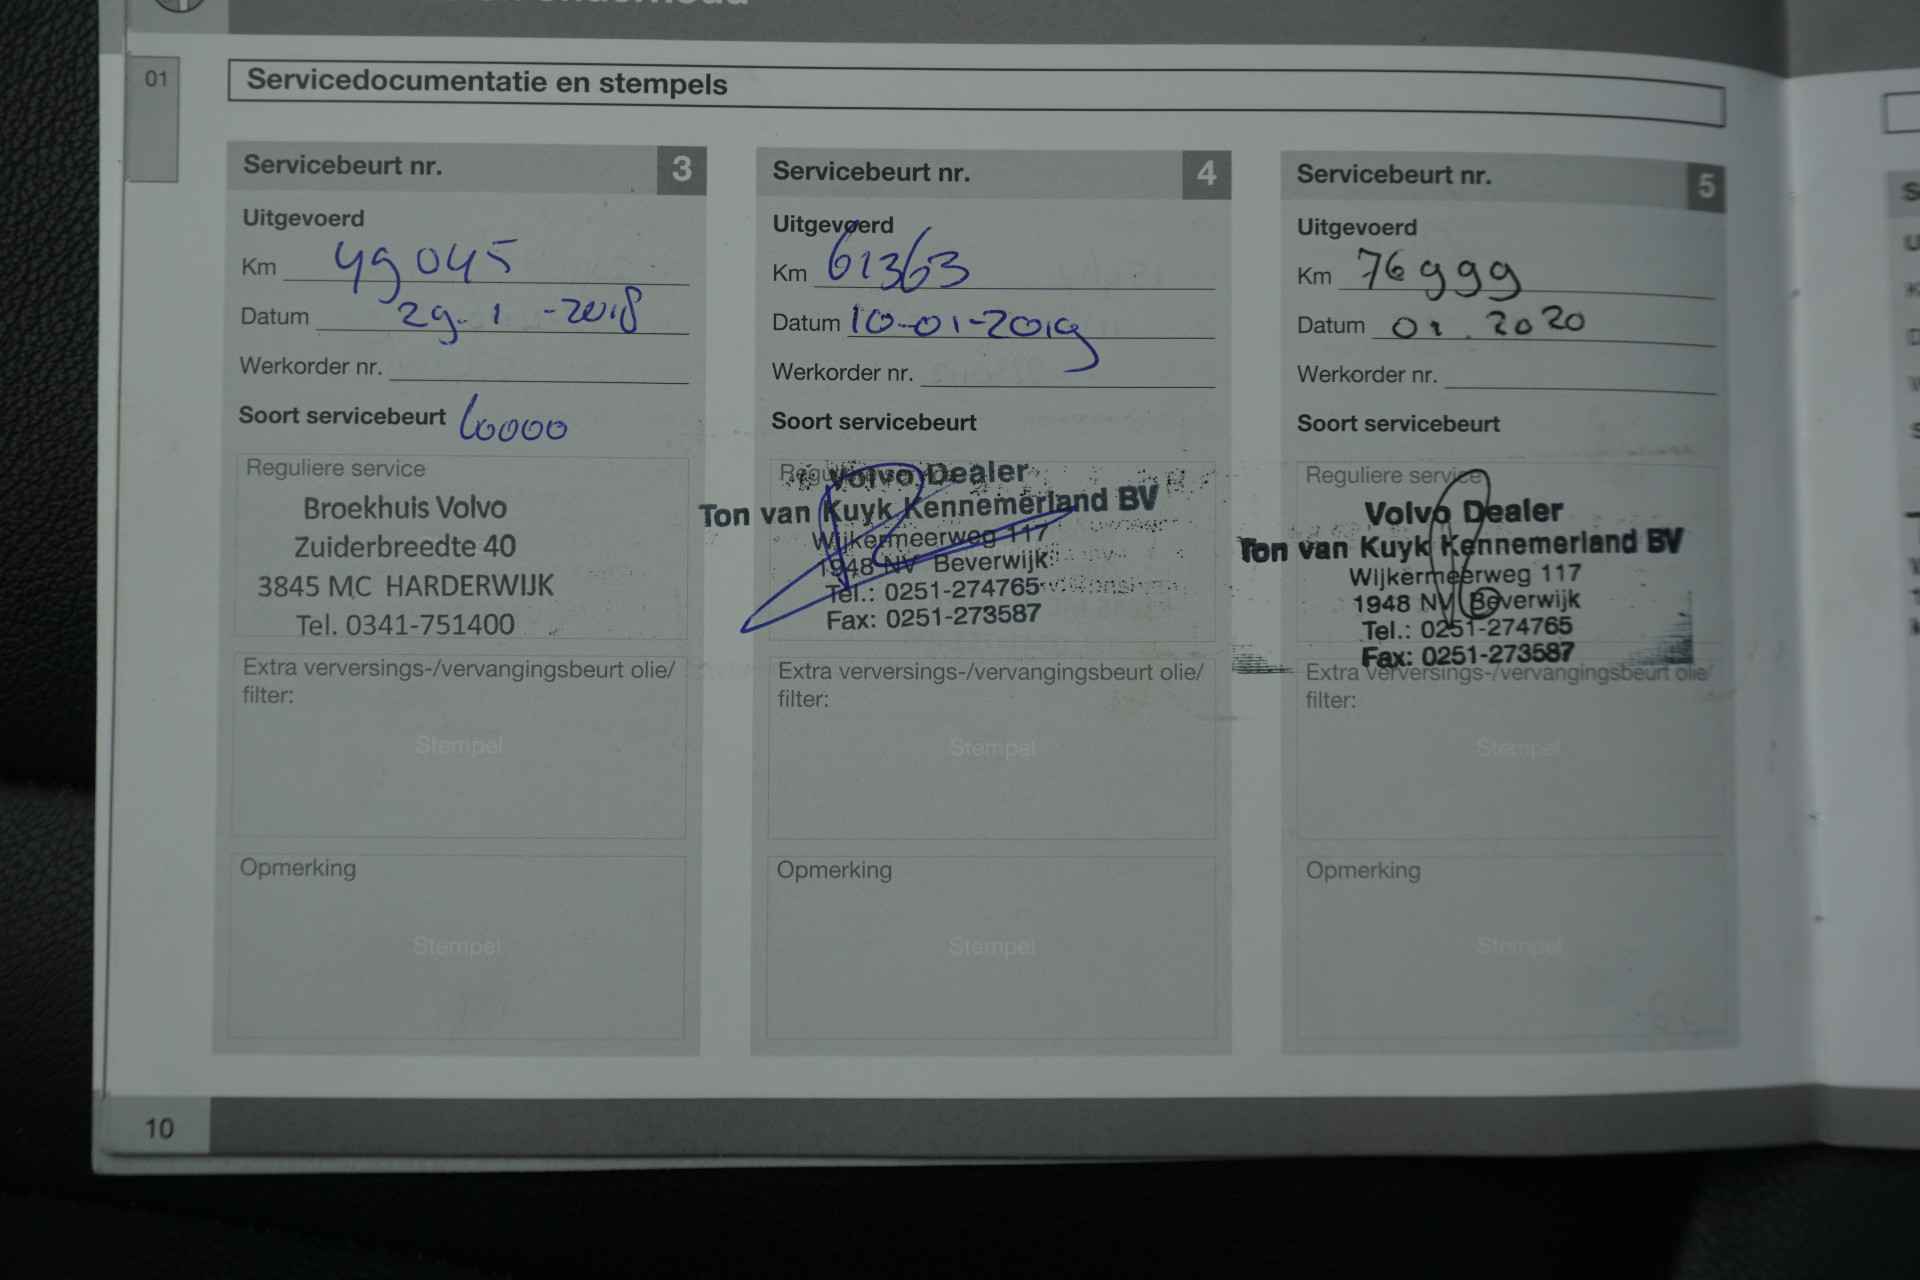 01
Servicedocumentatie en stempels
Servicebeurt nr. 3
Uitgevoerd
Km 49045
Datum 29-1-2018
Werkorder nr.
Soort servicebeurt 60000
Reguliere service
Broekhuis Volvo
Zuiderbreedte 40
3845 MC HARDERWIJK
Tel. 0341-751400
Extra verversings-/vervangingsbeurt olie/
filter:
Stempel
Opmerking
Stempel
Servicebeurt nr. 4
Uitgevoerd
Km 61363
Datum 10-01-2019
Werkorder nr.
Soort servicebeurt
Volvo Dealer
Ton van Kuyk Kennemerland BV
Wijkermeerweg 117
1948 NV Beverwijk
Tel.: 0251-274765
Fax: 0251-273587
Extra verversings-/vervangingsbeurt olie/
filter:
Stempel
Opmerking
Stempel
Servicebeurt nr. 5
Uitgevoerd
Km 76999
Datum 01.2020
Werkorder nr.
Soort servicebeurt
Reguliere service
Volvo Dealer
Ton van Kuyk Kennemerland BV
Wijkermeerweg 117
1948 NV Beverwijk
Tel.: 0251-274765
Fax: 0251-273587
Extra verversings-/vervangingsbeurt olie/
filter:
Stempel
Opmerking
Stempel
10